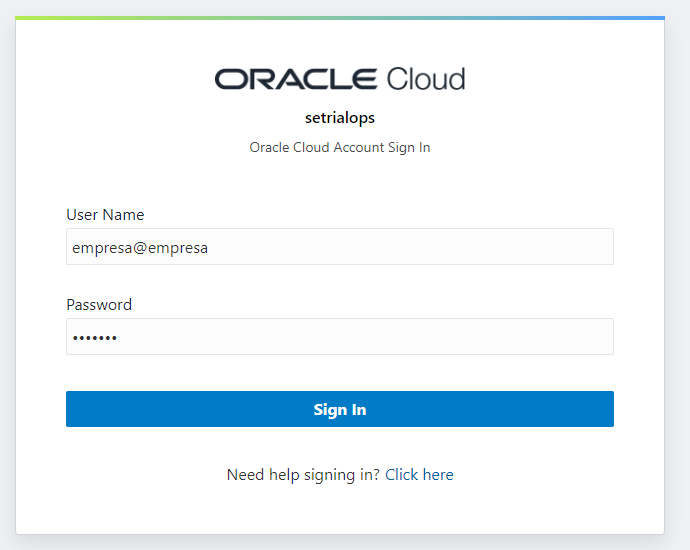 ORACLE Cloud
setrialops
Oracle Cloud Account Sign In
User Name
empresa@empresa
Password
•••••••
Sign In
Need help signing in? Click here